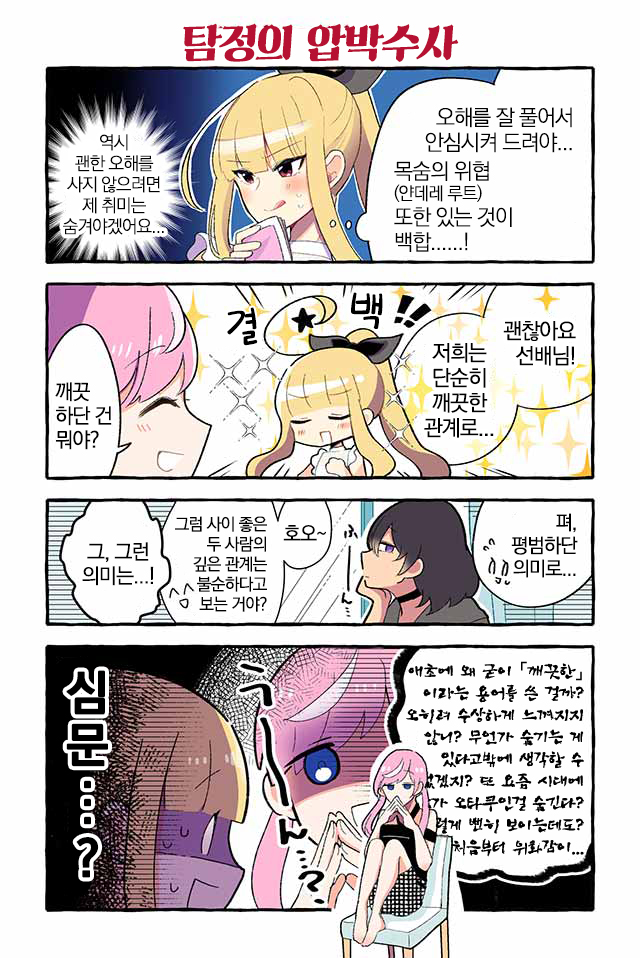 탐정의 압박수사
오해를 잘 풀어서
안심시켜 드려야...
목숨의 위협
(얀데레 루트)
또한 있는 것이
백합......!
역시
괜한 오해를
사지 않으려면
제 취미는
숨겨야겠어요...
괜찮아요
선배님!
저희는
단순히
깨끗한
관계로...
결★백!!
깨끗
하단 건
뭐야?
펴,
평범하단
의미로...
호오~
그럼 사이 좋은
두 사람의
깊은 관계는
불순하다고
보는 거야?
그, 그런
의미는...!
애초에 왜 굳이 「깨끗한」
이라는 용어를 쓴 걸까?
오히려 수상하게 느껴지지
않니? 무언가 숨기는 게
있다고밖에 생각할 수
없겠지? 또 요즘 시대에
가 오타쿠인걸 숨긴다?
렇게 뻔히 보이는데도?
처음부터 위화감이...
う〜ん…?
심문....?